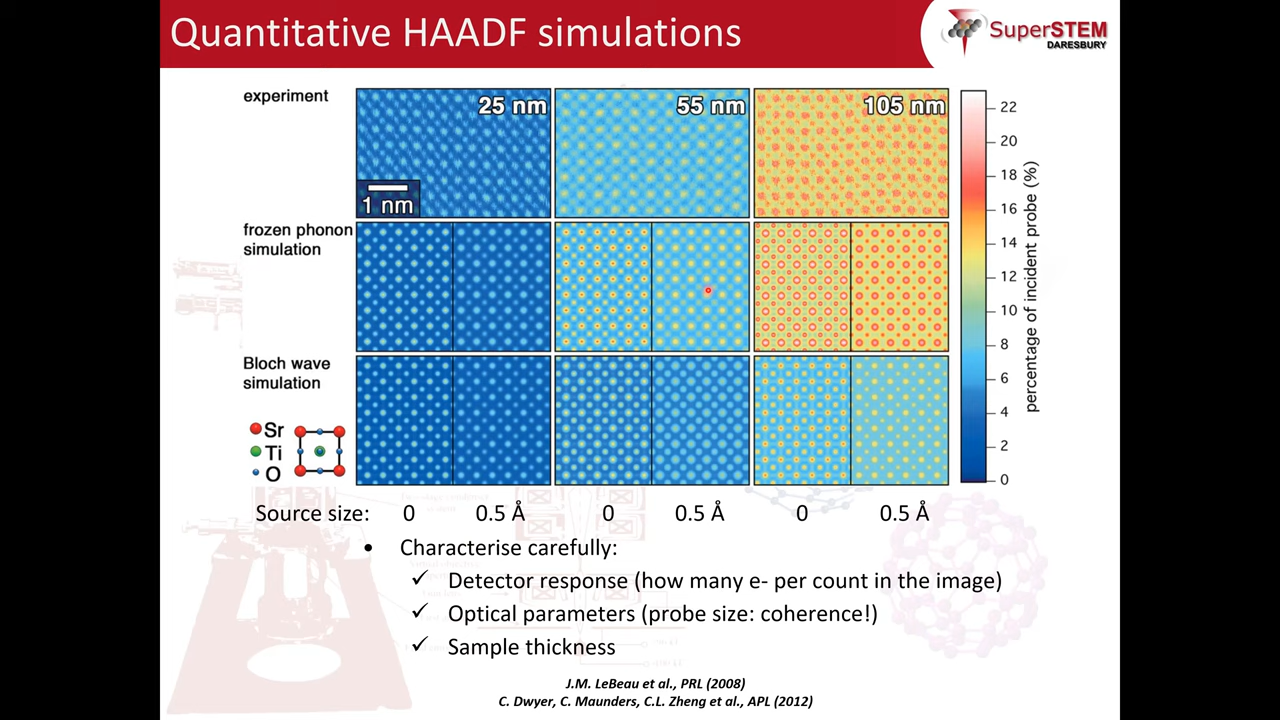 Quantitative HAADF simulations
SuperSTEM
DARESBURY
experiment
25 nm
55 nm
105 nm
1 nm
frozen phonon
simulation
Bloch wave
simulation
Sr
Ti
O
22
20
18
16
14
12
10
8
6
4
2
0
percentage of incident probe (%)
Source size: 0 0.5 Å 0 0.5 Å 0 0.5 Å
• Characterise carefully:
✓ Detector response (how many e- per count in the image)
✓ Optical parameters (probe size: coherence!)
✓ Sample thickness
J.M. LeBeau et al., PRL (2008)
C. Dwyer, C. Maunders, C.L. Zheng et al., APL (2012)